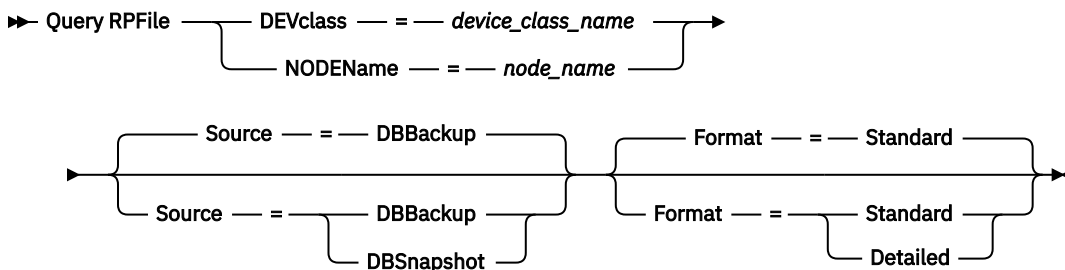 Query RPFile DEVclass = device_class_name
NODEName = node_name
Source = DBBackup Format = Standard
Source = DBBackup Format = Standard
DBSnapshot Detailed